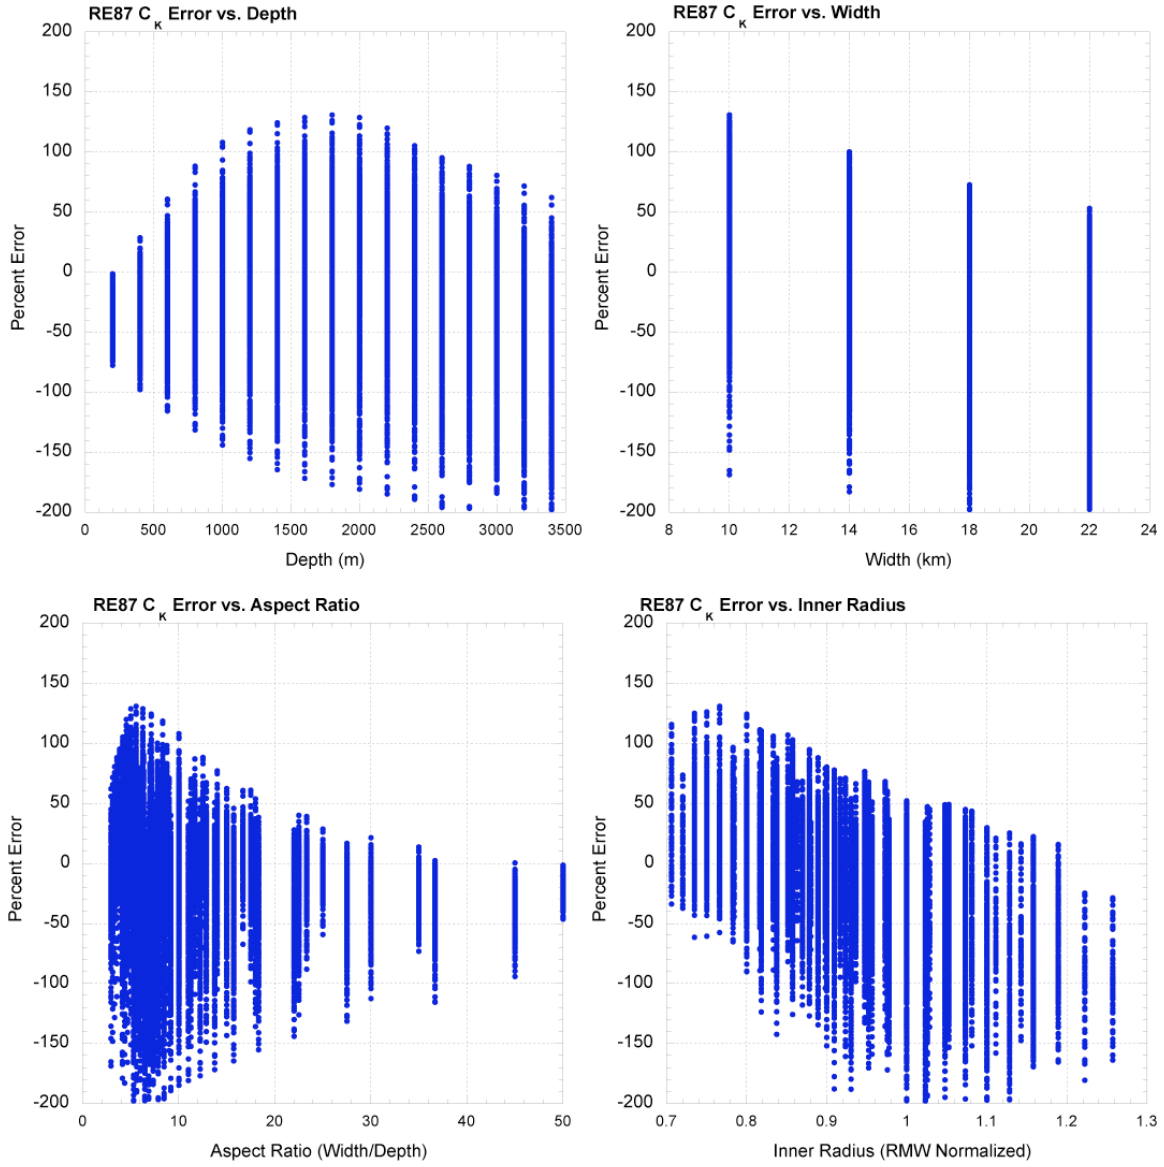 RE87 C_K Error vs. Depth
200
150
100
50
0
-50
-100
-150
-200
Percent Error
0 500 1000 1500 2000 2500 3000 3500
Depth (m)
RE87 C_K Error vs. Width
200
150
100
50
0
-50
-100
-150
-200
Percent Error
8 10 12 14 16 18 20 22 24
Width (km)
RE87 C_K Error vs. Aspect Ratio
200
150
100
50
0
-50
-100
-150
-200
Percent Error
0 10 20 30 40 50
Aspect Ratio (Width/Depth)
RE87 C_K Error vs. Inner Radius
200
150
100
50
0
-50
-100
-150
-200
Percent Error
0.7 0.8 0.9 1 1.1 1.2 1.3
Inner Radius (RMW Normalized)